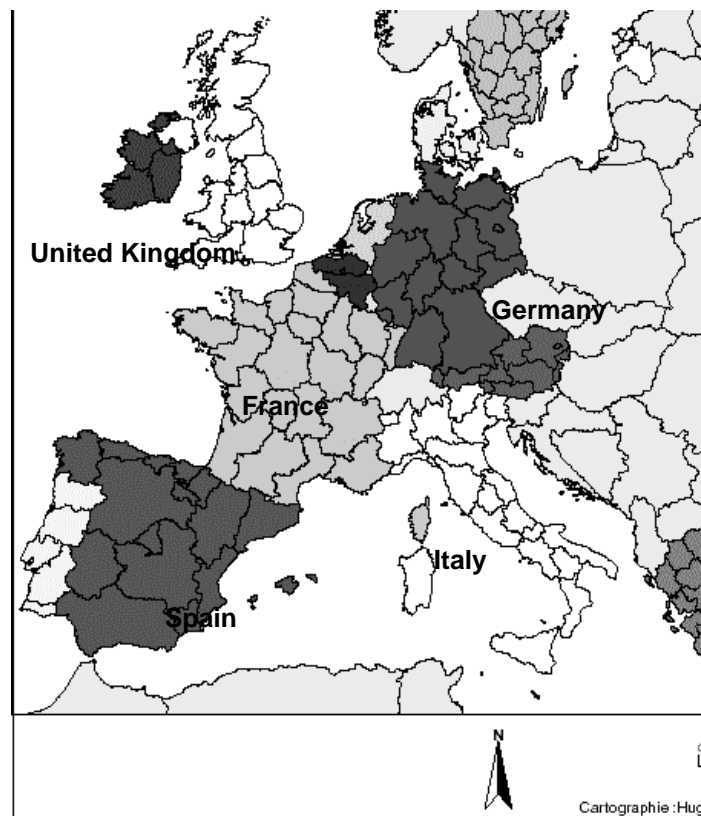 United Kingdom
Germany
France
Italy
Spain
N
Cartographie :Hug